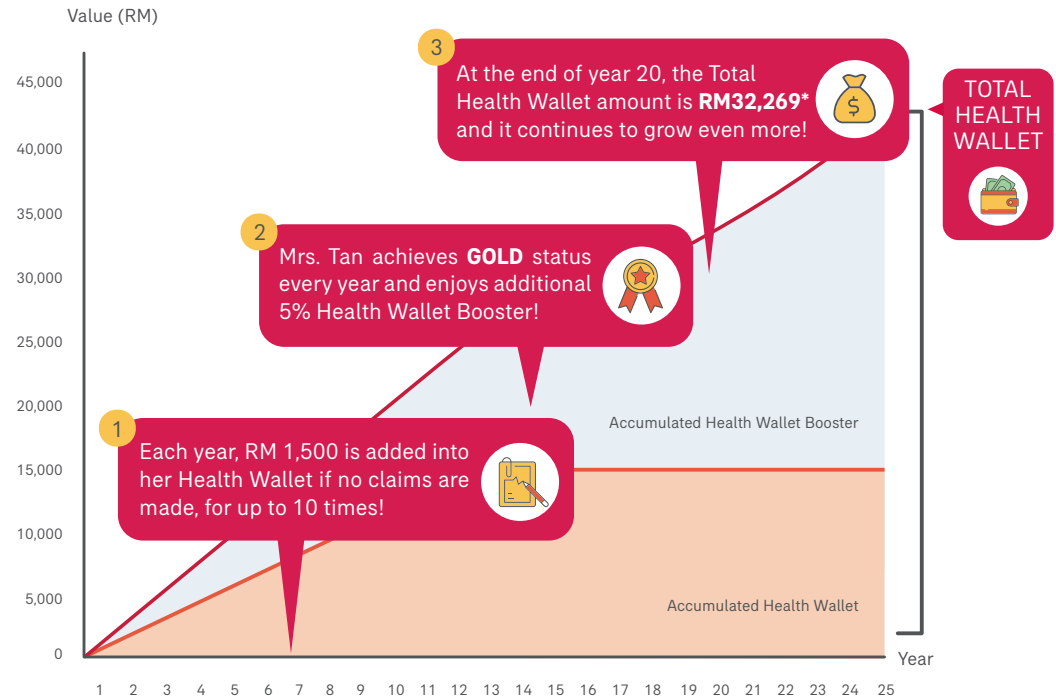 Value (RM)
45,000
40,000
35,000
30,000
25,000
20,000
15,000
10,000
5,000
0
3
At the end of year 20, the Total
Health Wallet amount is RM32,269*
and it continues to grow even more!
$
TOTAL
HEALTH
WALLET
2
Mrs. Tan achieves GOLD status
every year and enjoys additional
5% Health Wallet Booster!
1
Each year, RM 1,500 is added into
her Health Wallet if no claims are
made, for up to 10 times!
Accumulated Health Wallet Booster
Accumulated Health Wallet
Year
1 2 3 4 5 6 7 8 9 10 11 12 13 14 15 16 17 18 19 20 21 22 23 24 25